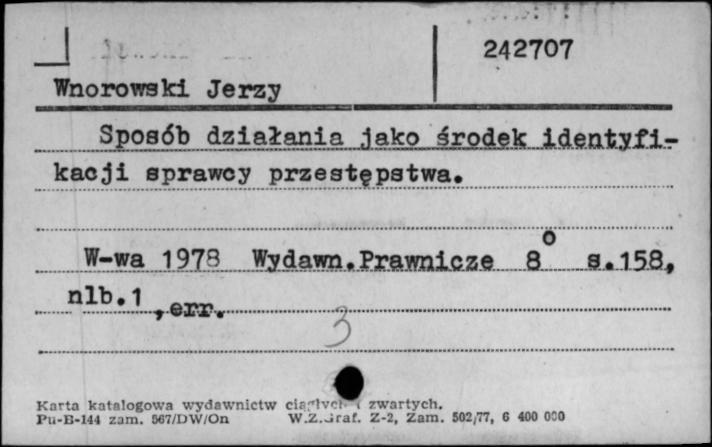 242707
Wnorowski Jerzy
Sposób działania jako środek identyfi-
kacji sprawcy przestępstwa.
W-wa 1978 Wydawn.Prawnicze 8° s.158,
nlb.1 ,err.
3
Karta katalogowa wydawnictw zwartych.
Pu-B-144 zam. 567/DW/On W.Z.Graf. Z-2, Zam. 502/77, 6 400 000